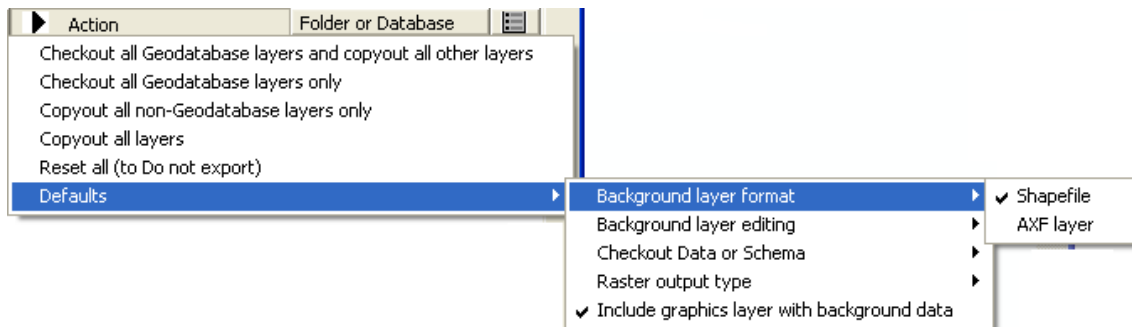 Action Folder or Database
Checkout all Geodatabase layers and copyout all other layers
Checkout all Geodatabase layers only
Copyout all non-Geodatabase layers only
Copyout all layers
Reset all (to Do not export)
Defaults
Background layer format
Background layer editing
Checkout Data or Schema
Raster output type
Include graphics layer with background data
Shapefile
AXF layer